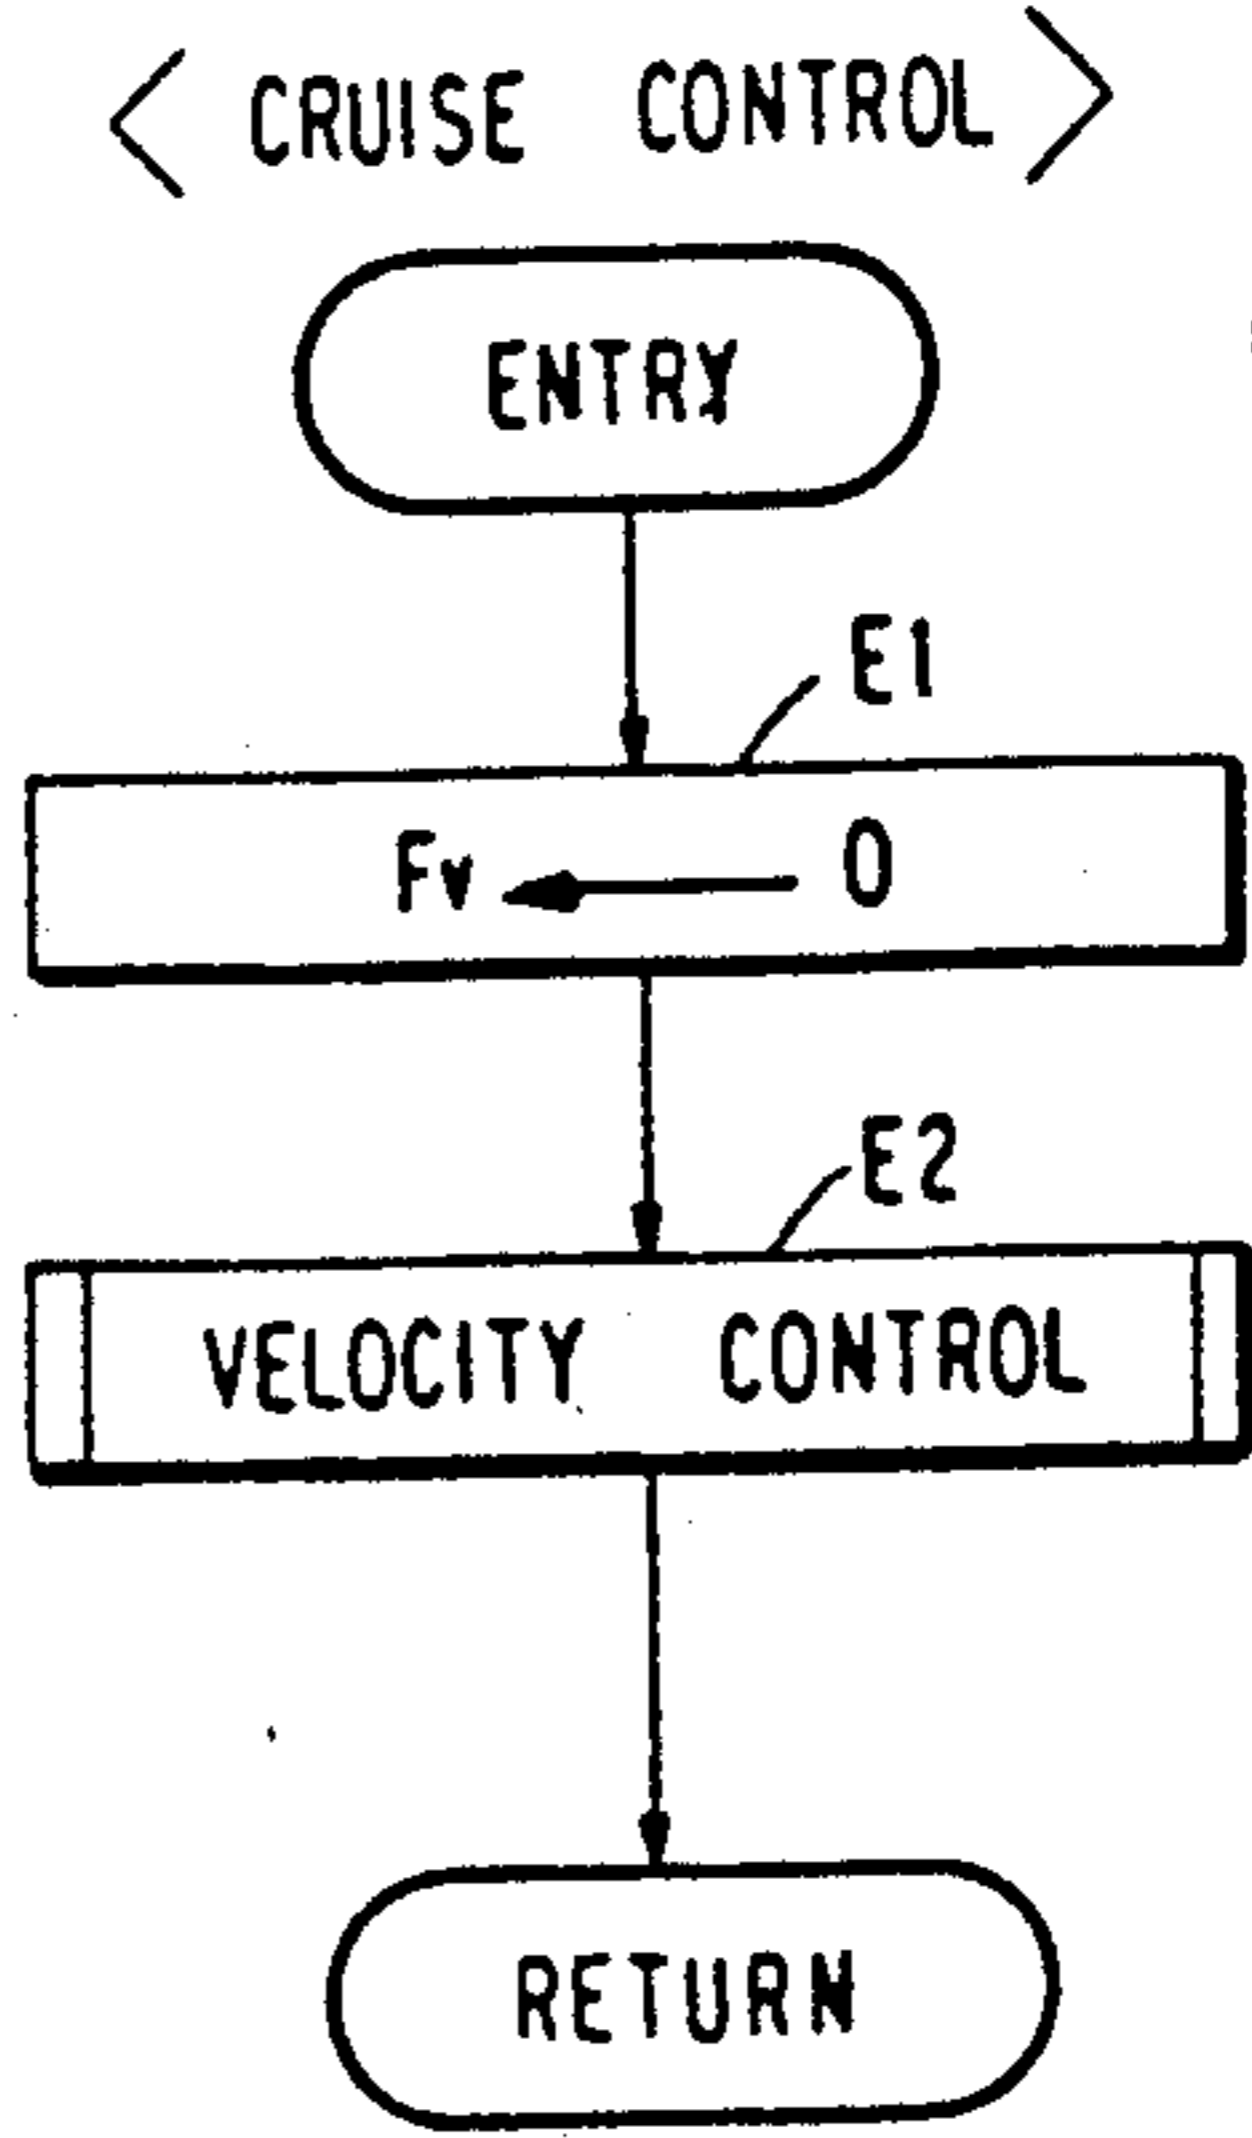 < CRUISE CONTROL >
ENTRY
E1
Fv ← 0
E2
VELOCITY CONTROL
RETURN